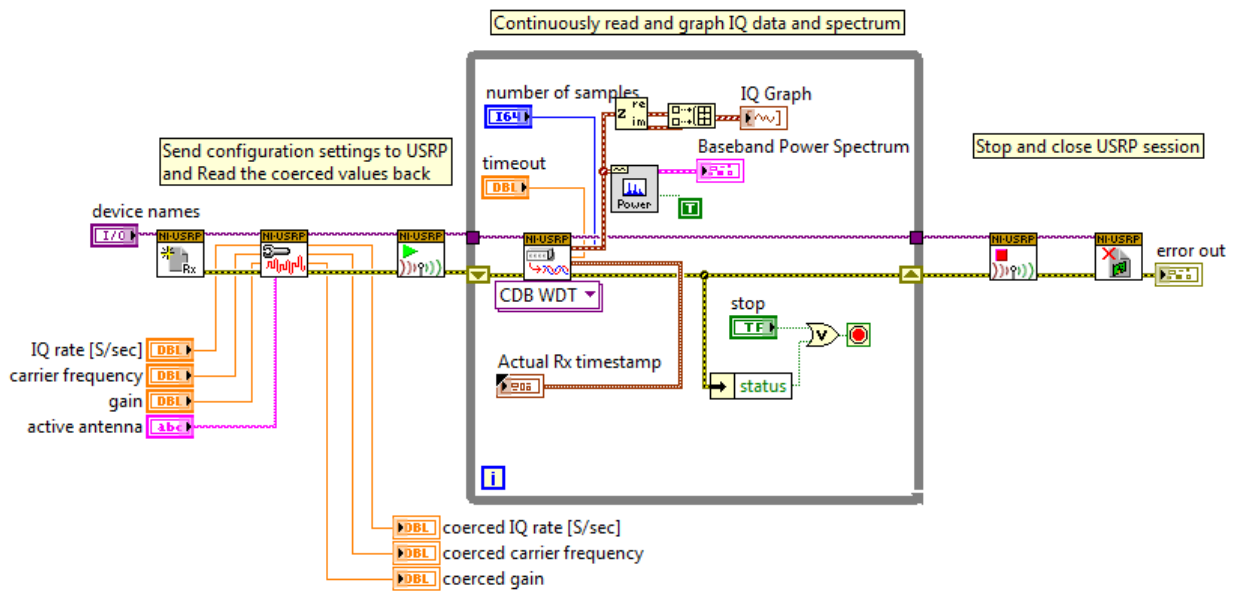 Continuously read and graph IQ data and spectrum
number of samples
I64
re
z
im
IQ Graph
Send configuration settings to USRP
and Read the coerced values back
timeout
DBL
Baseband Power Spectrum
Power
T
Stop and close USRP session
device names
I/O
NI-USRP
Rx
NI-USRP
NI-USRP
NI-USRP
NI-USRP
NI-USRP
error out
CDB WDT
stop
TF
V
IQ rate [S/sec] DBL
carrier frequency DBL
gain DBL
active antenna abc
Actual Rx timestamp
status
i
DBL coerced IQ rate [S/sec]
DBL coerced carrier frequency
DBL coerced gain